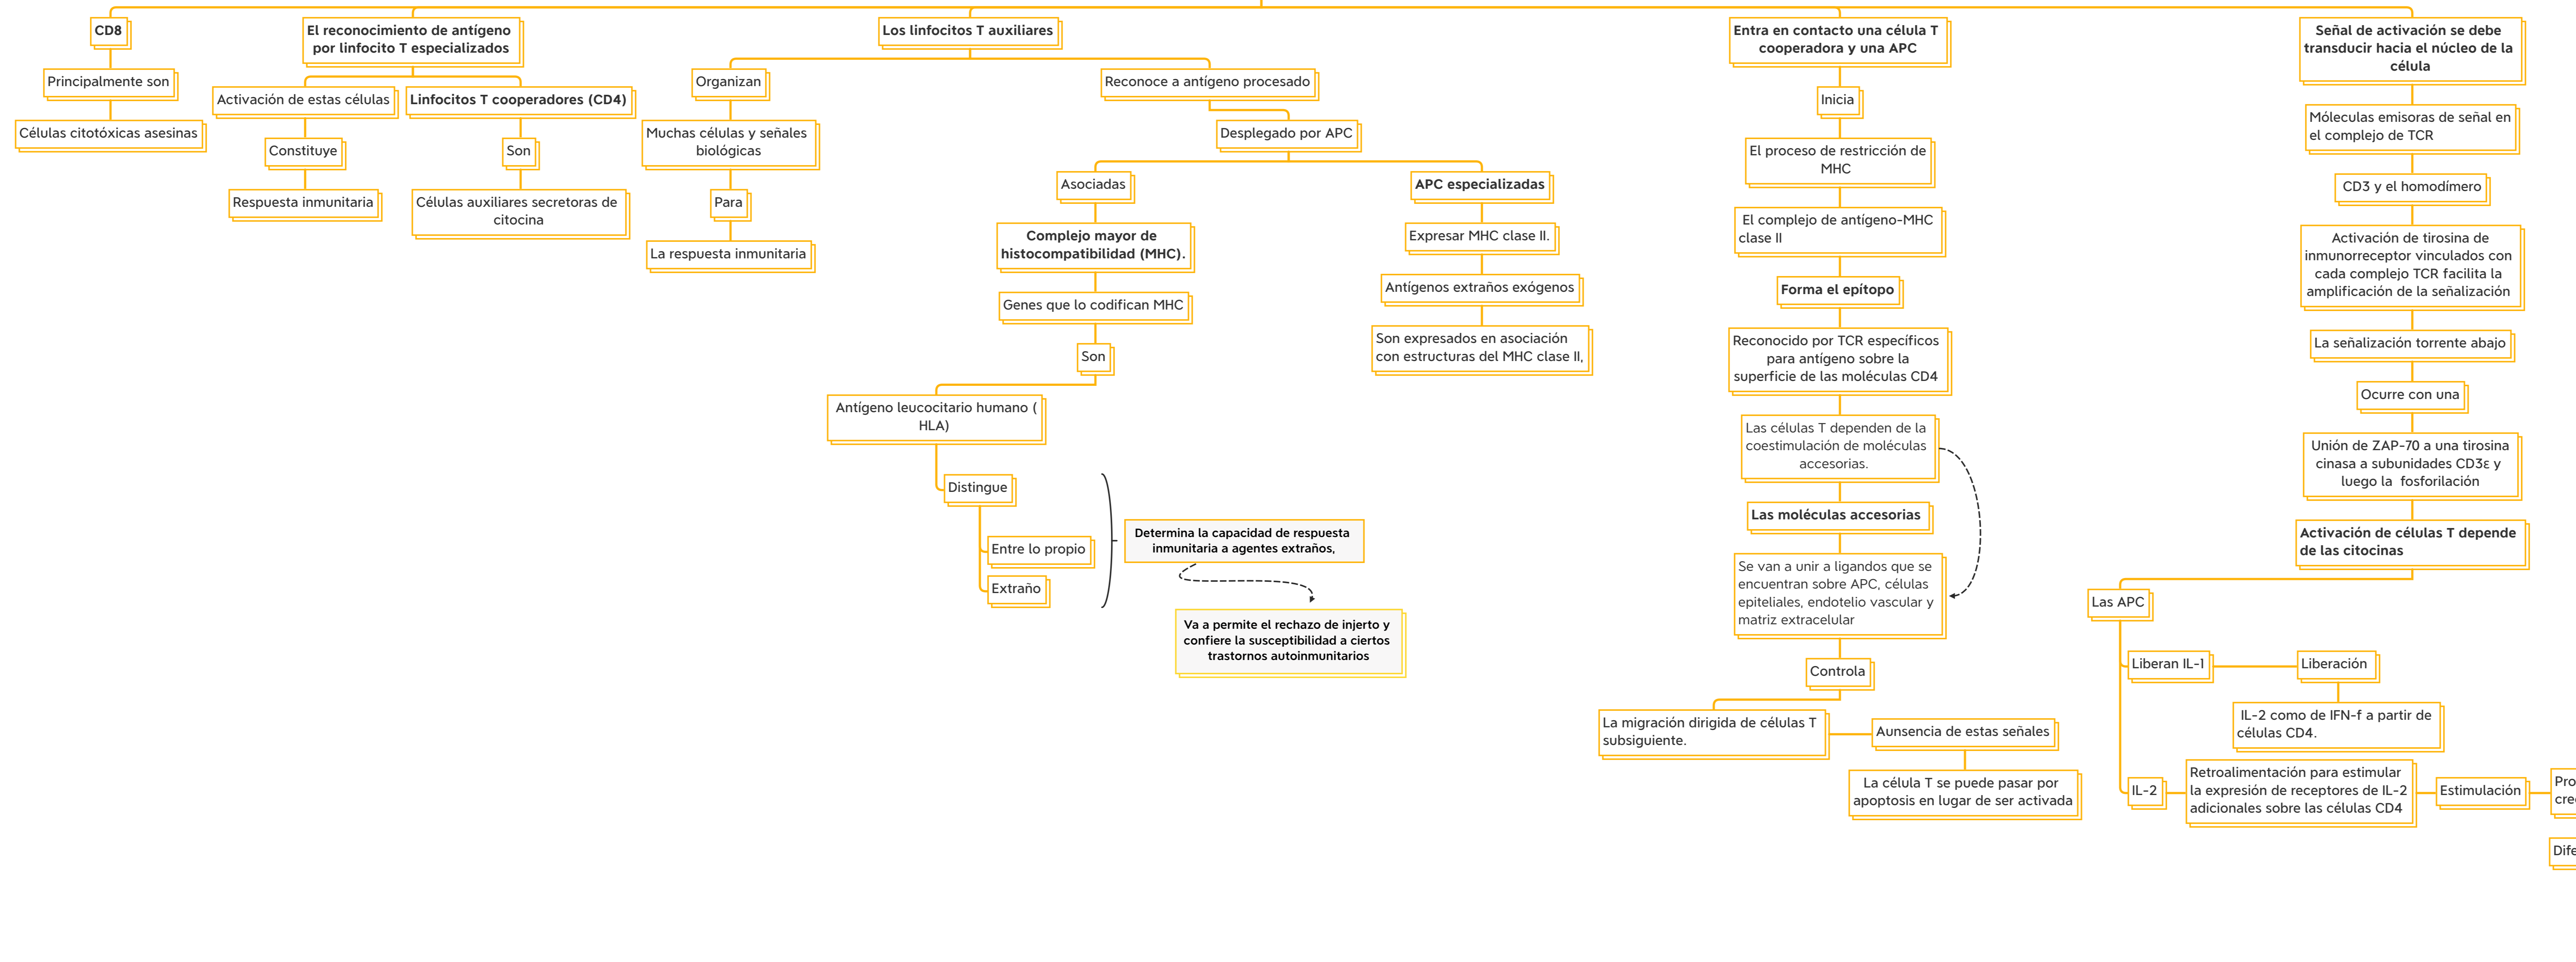 CD8
Principalmente son
Células citotóxicas asesinas
El reconocimiento de antígeno
por linfocito T especializados
Activación de estas células
Constituye
Respuesta inmunitaria
Linfocitos T cooperadores (CD4)
Son
Células auxiliares secretoras de
citocina
Los linfocitos T auxiliares
Organizan
Muchas células y señales
biológicas
Para
La respuesta inmunitaria
Reconoce a antígeno procesado
Desplegado por APC
Asociadas
Complejo mayor de
histocompatibilidad (MHC).
Genes que lo codifican MHC
Son
Antígeno leucocitario humano (
HLA)
Distingue
Entre lo propio
Extraño
Determina la capacidad de respuesta
inmunitaria a agentes extraños,
Va a permite el rechazo de injerto y
confiere la susceptibilidad a ciertos
trastornos autoinmunitarios
APC especializadas
Expresar MHC clase II.
Antígenos extraños exógenos
Son expresados en asociación
con estructuras del MHC clase II,
Entra en contacto una célula T
cooperadora y una APC
Inicia
El proceso de restricción de
MHC
El complejo de antígeno-MHC
clase II
Forma el epítopo
Reconocido por TCR específicos
para antígeno sobre la
superficie de las moléculas CD4
Las células T dependen de la
coestimulación de moléculas
accesorias.
Las moléculas accesorias
Se van a unir a ligandos que se
encuentran sobre APC, células
epiteliales, endotelio vascular y
matriz extracelular
Controla
La migración dirigida de células T
subsiguiente.
Aunsencia de estas señales
La célula T se puede pasar por
apoptosis en lugar de ser activada
Señal de activación se debe
transducir hacia el núcleo de la
célula
Móleculas emisoras de señal en
el complejo de TCR
CD3 y el homodímero
Activación de tirosina de
inmunorreceptor vinculados con
cada complejo TCR facilita la
amplificación de la señalización
La señalización torrente abajo
Ocurre con una
Unión de ZAP-70 a una tirosina
cinasa a subunidades CD3ε y
luego la  fosforilación
Activación de células T depende
de las citocinas
Las APC
Liberan IL-1
Liberación
IL-2 como de IFN-f a partir de
células CD4.
IL-2
Retroalimentación para estimular
la expresión de receptores de IL-2
adicionales sobre las células CD4
Estimulación
Pro
cre
Dife